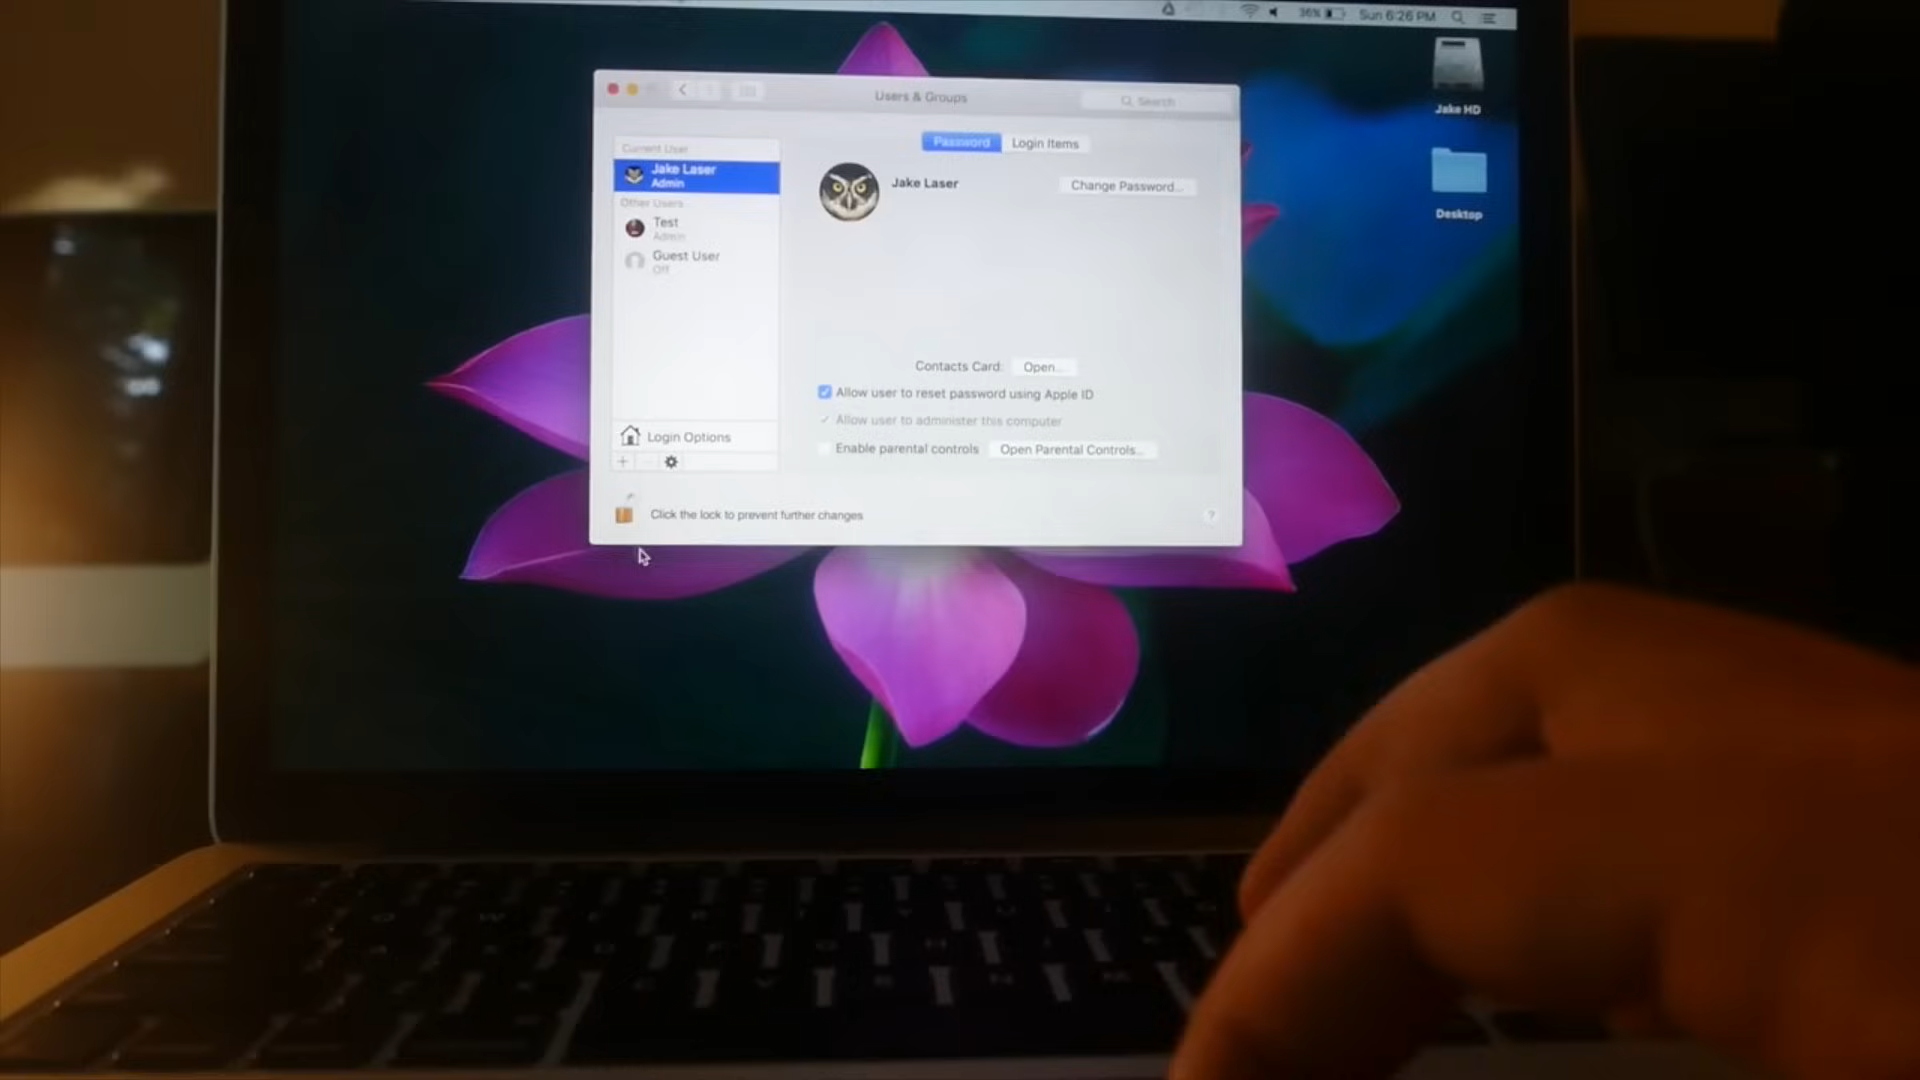 36%
Sun 6:26 PM
Users & Groups
Search
Jake HD
Desktop
Current User
Jake Laser
Admin
Other Users
Test
Admin
Guest User
Off
Login Options
Password
Login Items
Jake Laser
Change Password...
Contacts Card:
Open...
Allow user to reset password using Apple ID
Allow user to administer this computer
Enable parental controls
Open Parental Controls...
Click the lock to prevent further changes
?